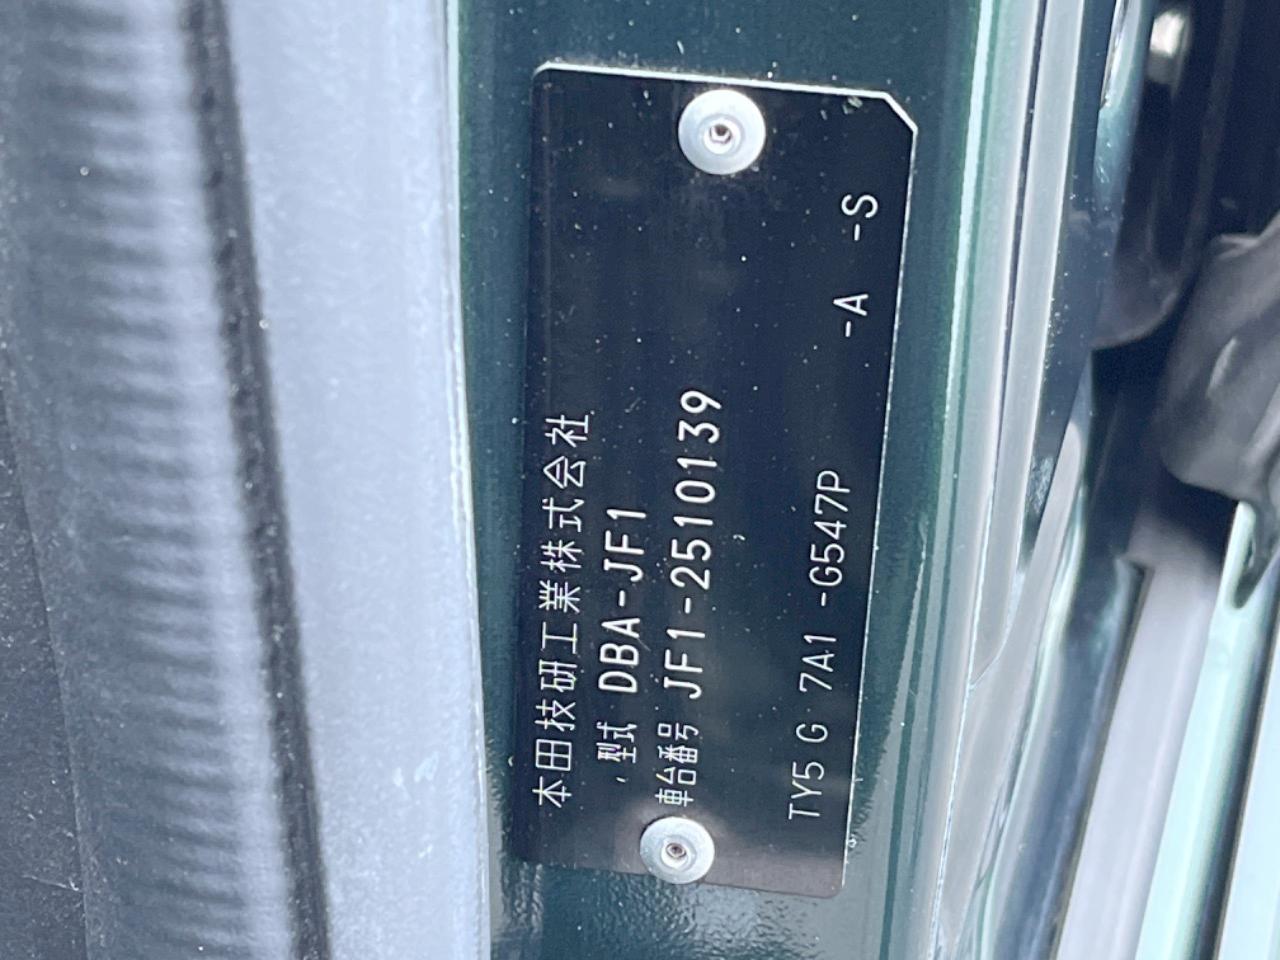 本田技研工業株式会社
型式 DBA-JF1
車台番号 JF1-2510139
TY5 G 7A1 -G547P
-A -S